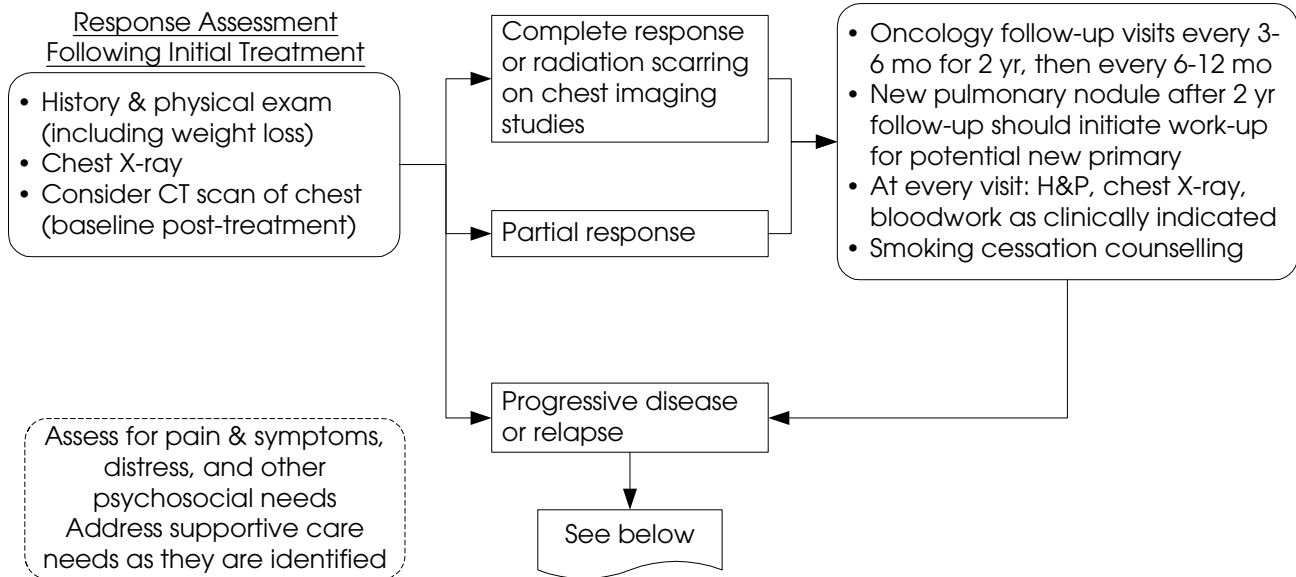 Response Assessment
Following Initial Treatment
• History & physical exam
(including weight loss)
• Chest X-ray
• Consider CT scan of chest
(baseline post-treatment)
Complete response
or radiation scarring
on chest imaging
studies
Partial response
• Oncology follow-up visits every 3-
6 mo for 2 yr, then every 6-12 mo
• New pulmonary nodule after 2 yr
follow-up should initiate work-up
for potential new primary
• At every visit: H&P, chest X-ray,
bloodwork as clinically indicated
• Smoking cessation counselling
Progressive disease
or relapse
See below
Assess for pain & symptoms,
distress, and other
psychosocial needs
Address supportive care
needs as they are identified